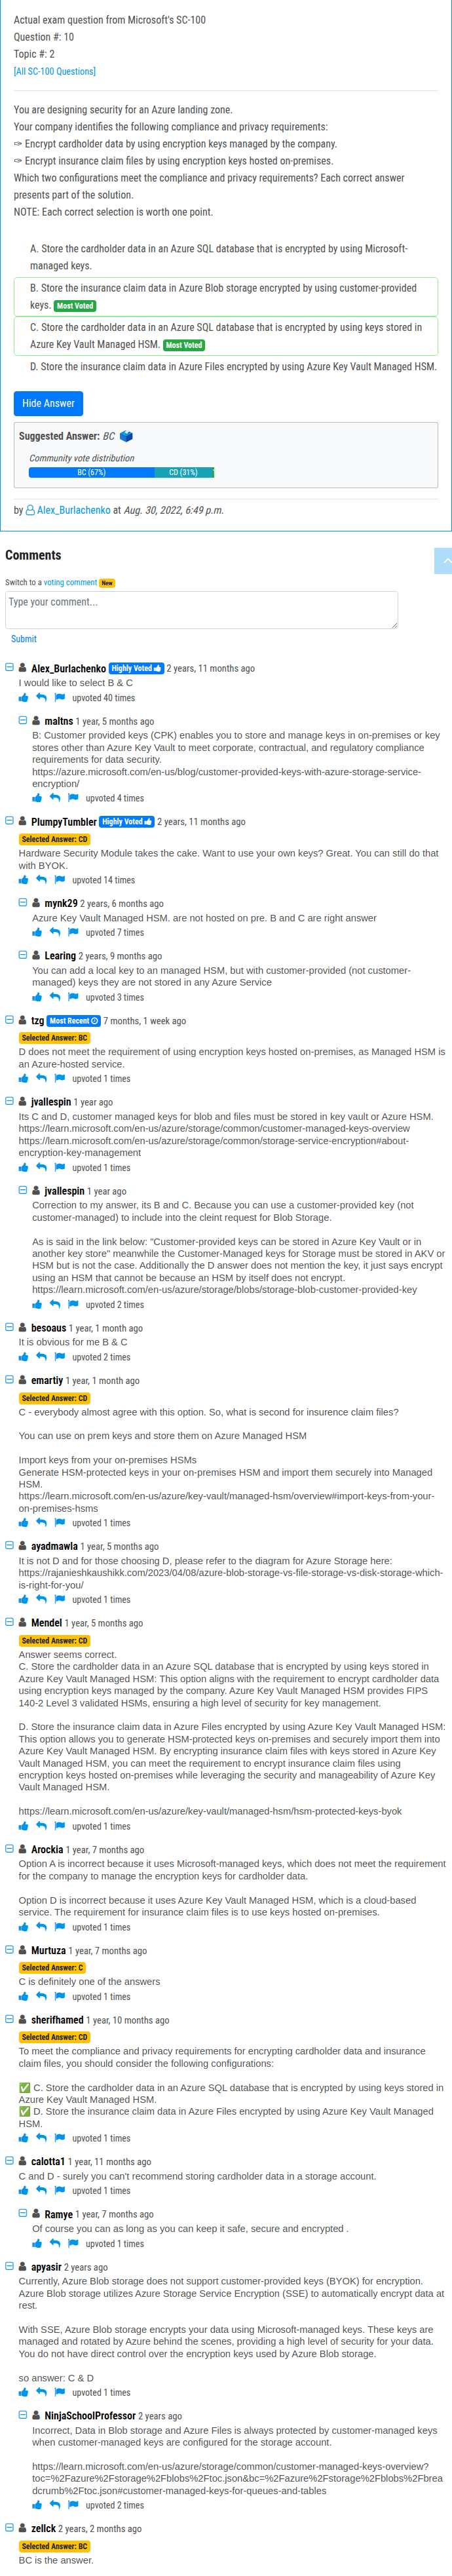 Actual exam question from Microsoft's SC-100
Question #: 10
Topic #: 2
[All SC-100 Questions]
You are designing security for an Azure landing zone.
Your company identifies the following compliance and privacy requirements:
✑ Encrypt cardholder data by using encryption keys managed by the company.
✑ Encrypt insurance claim files by using encryption keys hosted on-premises.
Which two configurations meet the compliance and privacy requirements? Each correct answer
presents part of the solution.
NOTE: Each correct selection is worth one point.
A. Store the cardholder data in an Azure SQL database that is encrypted by using Microsoft-
managed keys.
B. Store the insurance claim data in Azure Blob storage encrypted by using customer-provided
keys. Most Voted
C. Store the cardholder data in an Azure SQL database that is encrypted by using keys stored in
Azure Key Vault Managed HSM. Most Voted
D. Store the insurance claim data in Azure Files encrypted by using Azure Key Vault Managed HSM.
Hide Answer
Suggested Answer: BC
Community vote distribution
BC (67%) CD (31%)
by Alex_Burlachenko at Aug. 30, 2022, 6:49 p.m.
Comments
Switch to a voting comment New
Type your comment...
Submit
Alex_Burlachenko Highly Voted 2 years, 11 months ago
I would like to select B & C
upvoted 40 times
maltns 1 year, 5 months ago
B: Customer provided keys (CPK) enables you to store and manage keys in on-premises or key
stores other than Azure Key Vault to meet corporate, contractual, and regulatory compliance
requirements for data security.
https://azure.microsoft.com/en-us/blog/customer-provided-keys-with-azure-storage-service-
encryption/
upvoted 4 times
PlumpyTumbler Highly Voted 2 years, 11 months ago
Selected Answer: CD
Hardware Security Module takes the cake. Want to use your own keys? Great. You can still do that
with BYOK.
upvoted 14 times
mynk29 2 years, 6 months ago
Azure Key Vault Managed HSM. are not hosted on pre. B and C are right answer
upvoted 7 times
Learing 2 years, 9 months ago
You can add a local key to an managed HSM, but with customer-provided (not customer-
managed) keys they are not stored in any Azure Service
upvoted 3 times
tzg Most Recent 7 months, 1 week ago
Selected Answer: BC
D does not meet the requirement of using encryption keys hosted on-premises, as Managed HSM is
an Azure-hosted service.
upvoted 1 times
jvallespin 1 year ago
Its C and D, customer managed keys for blob and files must be stored in key vault or Azure HSM.
https://learn.microsoft.com/en-us/azure/storage/common/customer-managed-keys-overview
https://learn.microsoft.com/en-us/azure/storage/common/storage-service-encryption#about-
encryption-key-management
upvoted 1 times
jvallespin 1 year ago
Correction to my answer, its B and C. Because you can use a customer-provided key (not
customer-managed) to include into the cleint request for Blob Storage.
As is said in the link below: "Customer-provided keys can be stored in Azure Key Vault or in
another key store" meanwhile the Customer-Managed keys for Storage must be stored in AKV or
HSM but is not the case. Additionally the D answer does not mention the key, it just says encrypt
using an HSM that cannot be because an HSM by itself does not encrypt.
https://learn.microsoft.com/en-us/azure/storage/blobs/storage-blob-customer-provided-key
upvoted 2 times
besoaus 1 year, 1 month ago
It is obvious for me B & C
upvoted 2 times
emartiy 1 year, 1 month ago
Selected Answer: CD
C - everybody almost agree with this option. So, what is second for insurence claim files?
You can use on prem keys and store them on Azure Managed HSM
Import keys from your on-premises HSMs
Generate HSM-protected keys in your on-premises HSM and import them securely into Managed
HSM.
https://learn.microsoft.com/en-us/azure/key-vault/managed-hsm/overview#import-keys-from-your-
on-premises-hsms
upvoted 1 times
ayadmawla 1 year, 5 months ago
It is not D and for those choosing D, please refer to the diagram for Azure Storage here:
https://rajanieshkaushikk.com/2023/04/08/azure-blob-storage-vs-file-storage-vs-disk-storage-which-
is-right-for-you/
upvoted 1 times
Mendel 1 year, 5 months ago
Selected Answer: CD
Answer seems correct.
C. Store the cardholder data in an Azure SQL database that is encrypted by using keys stored in
Azure Key Vault Managed HSM: This option aligns with the requirement to encrypt cardholder data
using encryption keys managed by the company. Azure Key Vault Managed HSM provides FIPS
140-2 Level 3 validated HSMs, ensuring a high level of security for key management.
D. Store the insurance claim data in Azure Files encrypted by using Azure Key Vault Managed HSM:
This option allows you to generate HSM-protected keys on-premises and securely import them into
Azure Key Vault Managed HSM. By encrypting insurance claim files with keys stored in Azure Key
Vault Managed HSM, you can meet the requirement to encrypt insurance claim files using
encryption keys hosted on-premises while leveraging the security and manageability of Azure Key
Vault Managed HSM.
https://learn.microsoft.com/en-us/azure/key-vault/managed-hsm/hsm-protected-keys-byok
upvoted 1 times
Arockia 1 year, 7 months ago
Option A is incorrect because it uses Microsoft-managed keys, which does not meet the requirement
for the company to manage the encryption keys for cardholder data.
Option D is incorrect because it uses Azure Key Vault Managed HSM, which is a cloud-based
service. The requirement for insurance claim files is to use keys hosted on-premises.
upvoted 1 times
Murtuza 1 year, 7 months ago
Selected Answer: C
C is definitely one of the answers
upvoted 1 times
sherifhamed 1 year, 10 months ago
Selected Answer: CD
To meet the compliance and privacy requirements for encrypting cardholder data and insurance
claim files, you should consider the following configurations:
✅ C. Store the cardholder data in an Azure SQL database that is encrypted by using keys stored in
Azure Key Vault Managed HSM.
✅ D. Store the insurance claim data in Azure Files encrypted by using Azure Key Vault Managed
HSM.
upvoted 1 times
calotta1 1 year, 11 months ago
C and D - surely you can't recommend storing cardholder data in a storage account.
upvoted 1 times
Ramye 1 year, 7 months ago
Of course you can as long as you can keep it safe, secure and encrypted .
upvoted 1 times
apyasir 2 years ago
Currently, Azure Blob storage does not support customer-provided keys (BYOK) for encryption.
Azure Blob storage utilizes Azure Storage Service Encryption (SSE) to automatically encrypt data at
rest.
With SSE, Azure Blob storage encrypts your data using Microsoft-managed keys. These keys are
managed and rotated by Azure behind the scenes, providing a high level of security for your data.
You do not have direct control over the encryption keys used by Azure Blob storage.
so answer: C & D
upvoted 1 times
NinjaSchoolProfessor 2 years ago
Incorrect, Data in Blob storage and Azure Files is always protected by customer-managed keys
when customer-managed keys are configured for the storage account.
https://learn.microsoft.com/en-us/azure/storage/common/customer-managed-keys-overview?
toc=%2Fazure%2Fstorage%2Fblobs%2Ftoc.json&bc=%2Fazure%2Fstorage%2Fblobs%2Fbrea
dcrumb%2Ftoc.json#customer-managed-keys-for-queues-and-tables
upvoted 2 times
zellck 2 years, 2 months ago
Selected Answer: BC
BC is the answer.